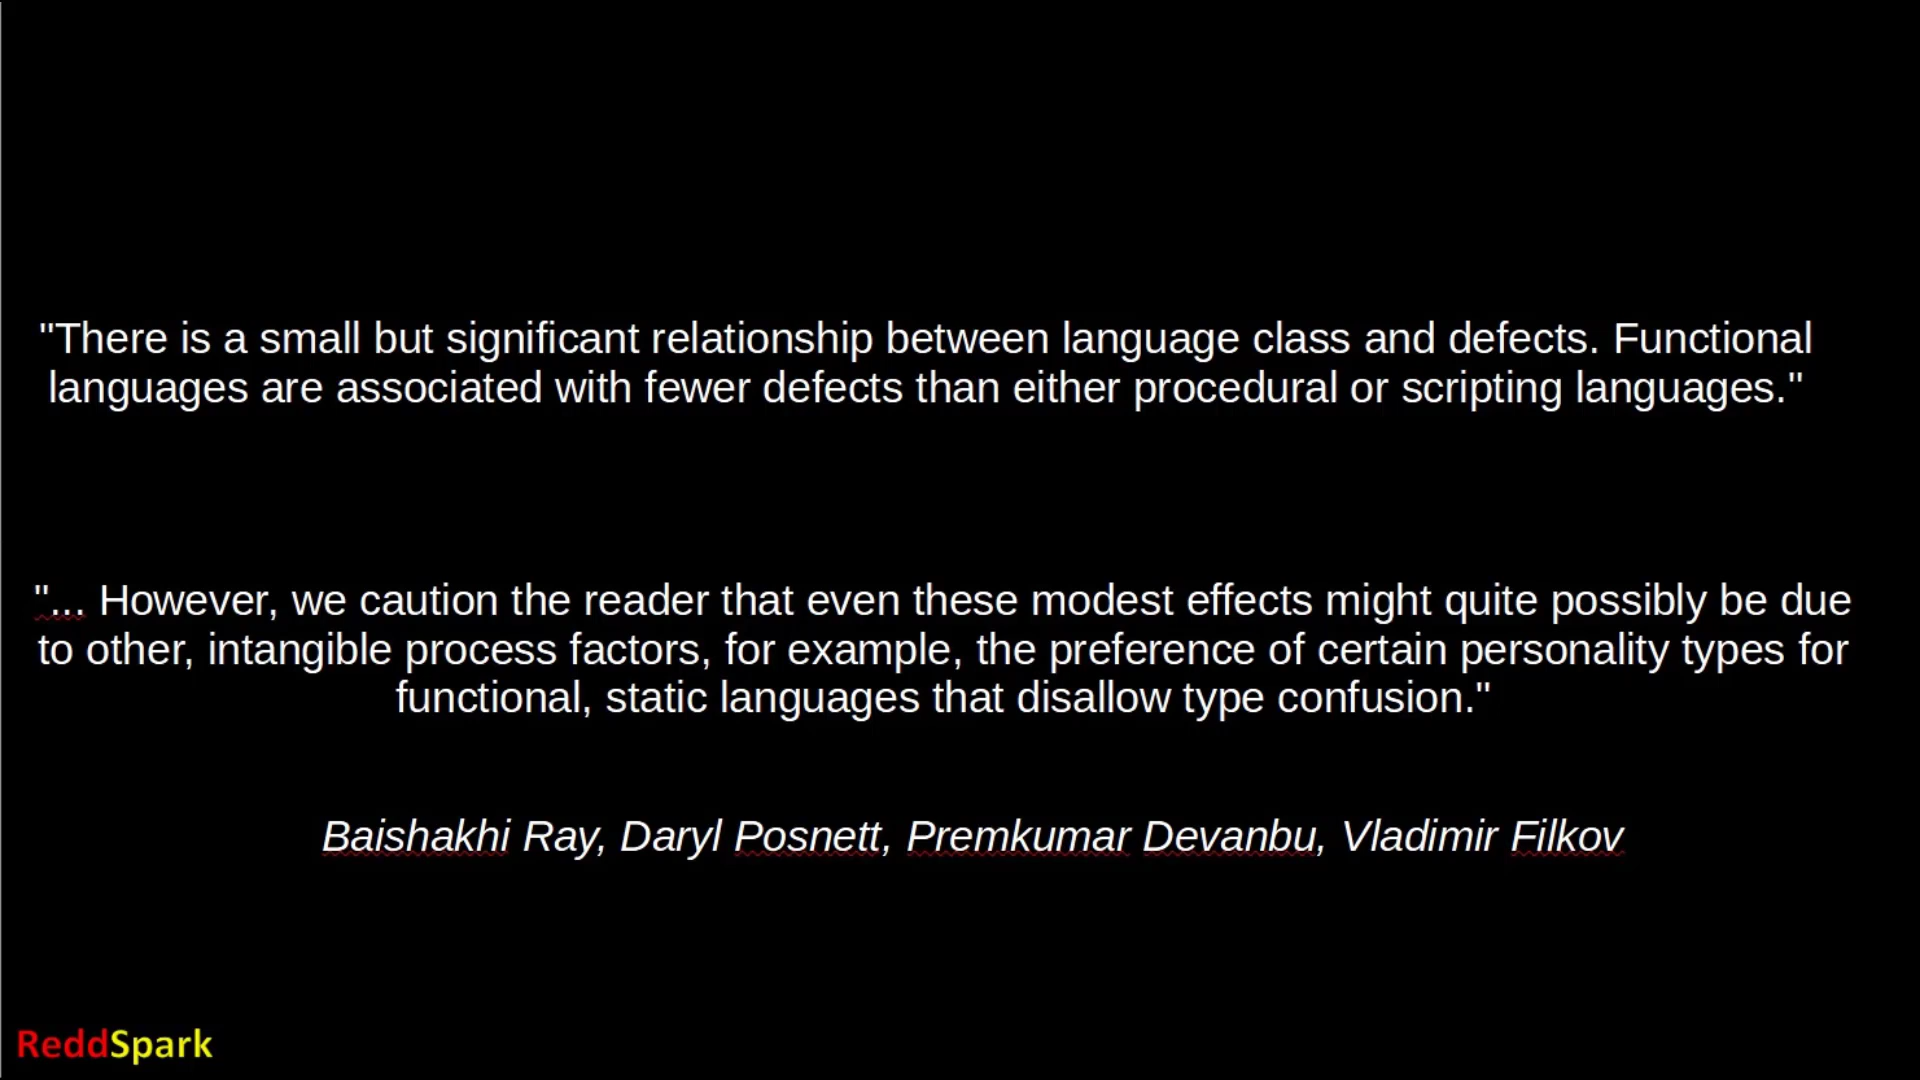 "There is a small but significant relationship between language class and defects. Functional
languages are associated with fewer defects than either procedural or scripting languages."
"... However, we caution the reader that even these modest effects might quite possibly be due
to other, intangible process factors, for example, the preference of certain personality types for
functional, static languages that disallow type confusion."
Baishakhi Ray, Daryl Posnett, Premkumar Devanbu, Vladimir Filkov
ReddSpark